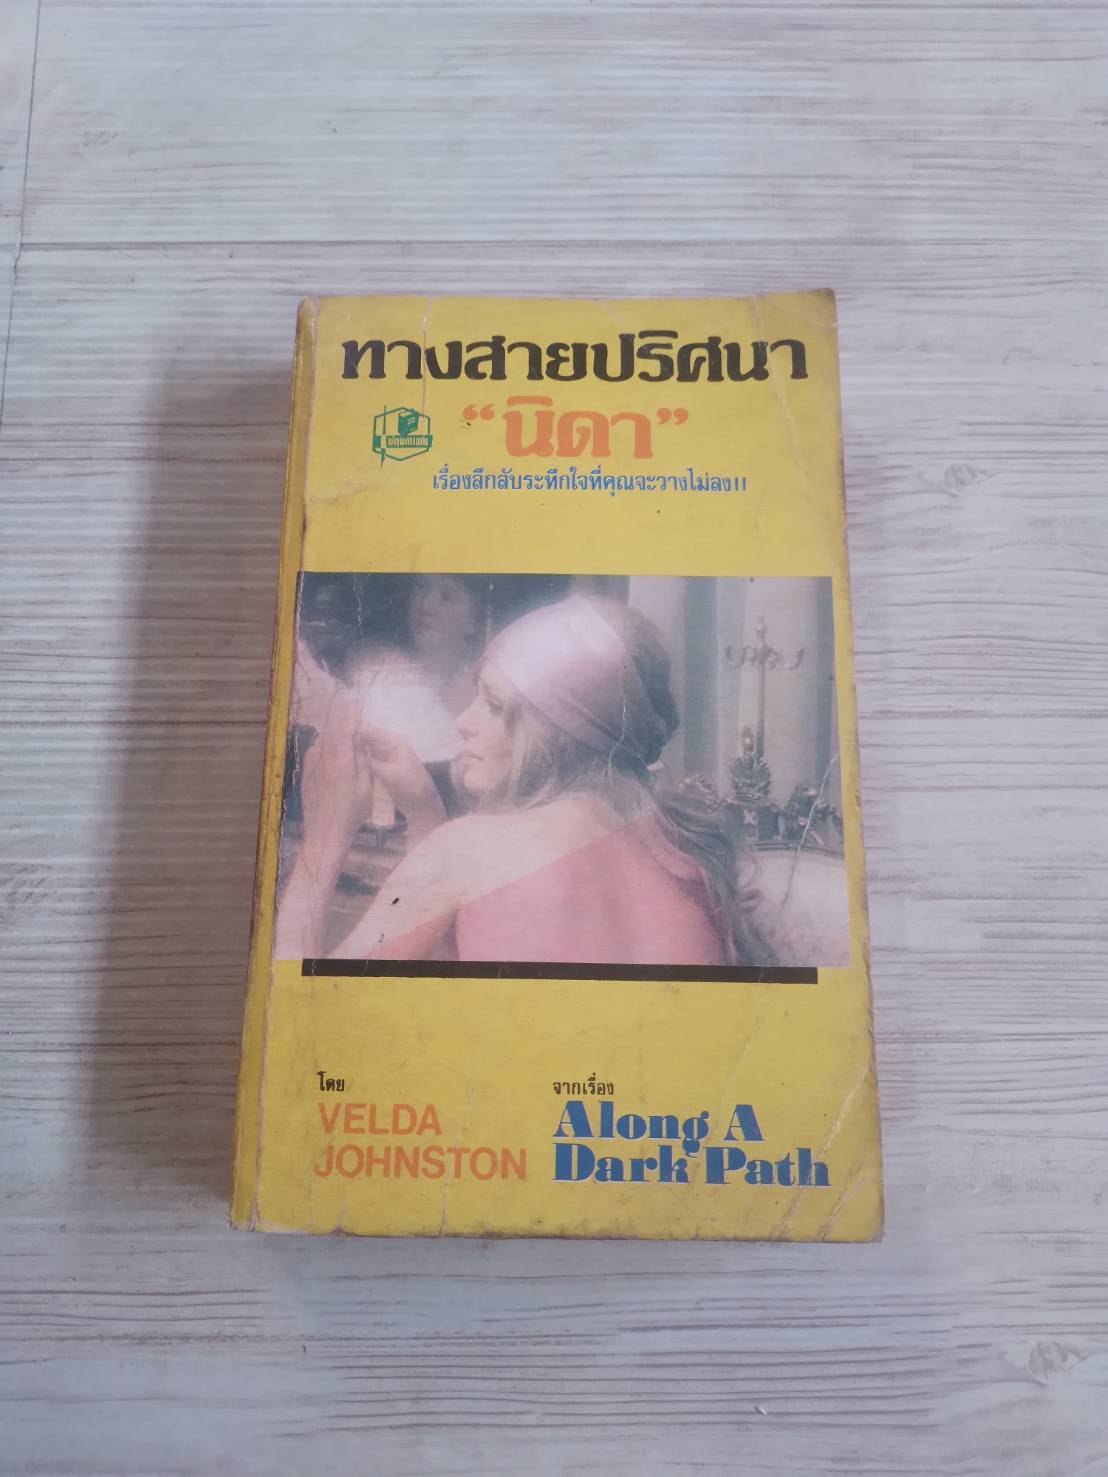 ทางสายปริศนา
“นิดา”
เรื่องลึกลับระทึกใจที่คุณจะวางไม่ลง!!
โดย
VELDA
JOHNSTON
จากเรื่อง
Along A
Dark Path